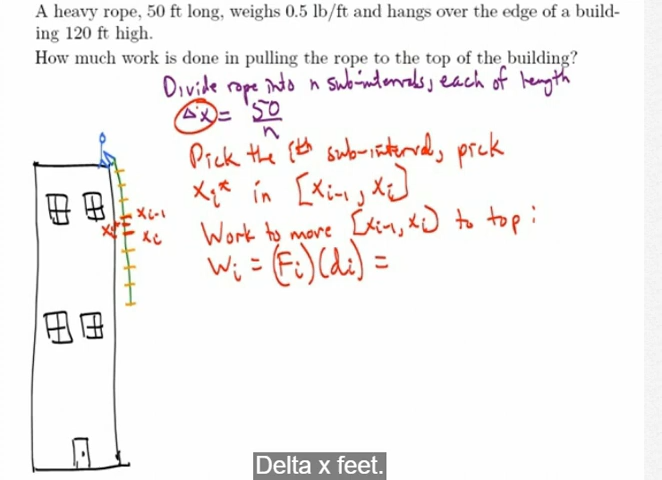 A heavy rope, 50 ft long, weighs 0.5 lb/ft and hangs over the edge of a build-
ing 120 ft high.
How much work is done in pulling the rope to the top of the building?
Divide rope into n sub-intervals, each of length
Δx = 50/n
Pick the ith sub-interval, pick
xi* in [xi-1, xi]
Work to move [xi-1, xi] to top:
Wi = (Fi)(di) =
xi-1
xi*
xi
Delta x feet.